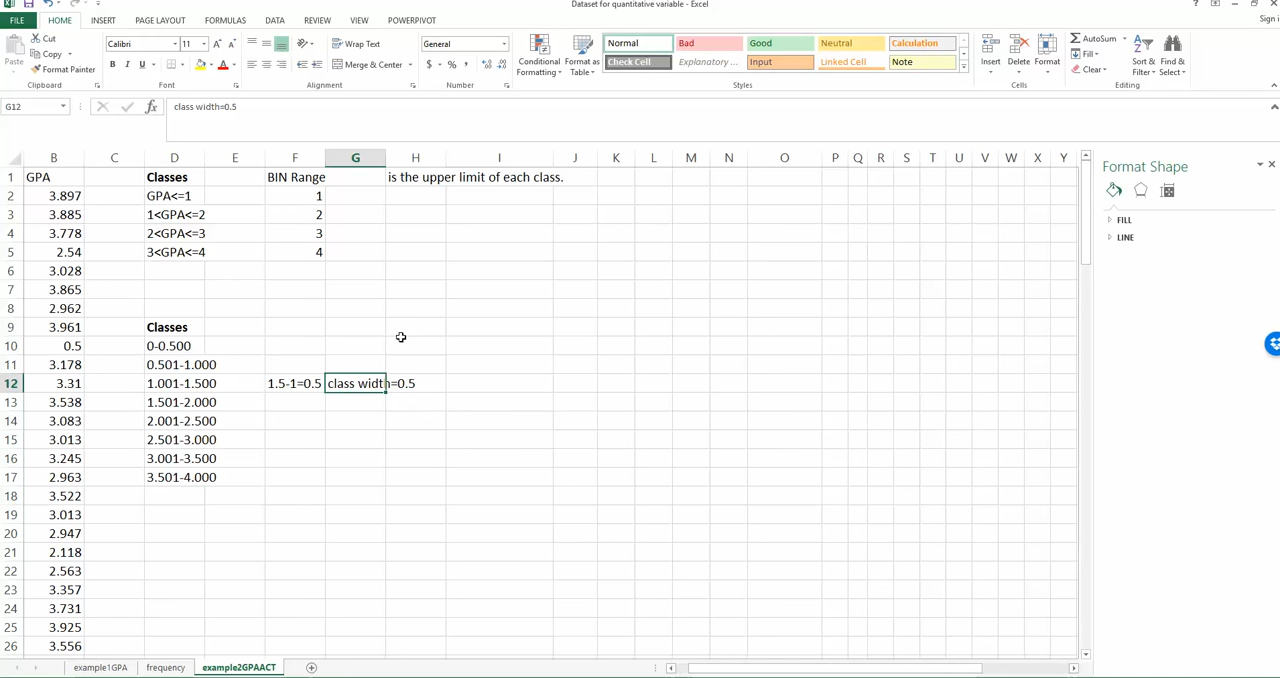 Dataset for quantitative variable - Excel
?
Sign i
FILE HOME INSERT PAGE LAYOUT FORMULAS DATA REVIEW VIEW POWERPIVOT
Cut
Copy
Format Painter
Paste
Clipboard
Calibri 11
B I U
Font
Wrap Text
Merge & Center
Alignment
General
$ %
Number
Conditional Formatting
Format as Table
Normal Bad Good Neutral Calculation
Check Cell Explanatory ... Input Linked Cell Note
Styles
Insert Delete Format
Cells
AutoSum
Fill
Clear
Sort & Filter
Find & Select
Editing
G12 fx class width=0.5
B C D E F G H I J K L M N O P Q R S T U V W X Y
1 GPA Classes BIN Range is the upper limit of each class.
2 3.897 GPA<=1 1
3 3.885 1<GPA<=2 2
4 3.778 2<GPA<=3 3
5 2.54 3<GPA<=4 4
6 3.028
7 3.865
8 2.962
9 3.961 Classes
10 0.5 0-0.500
11 3.178 0.501-1.000
12 3.31 1.001-1.500 1.5-1=0.5 class width=0.5
13 3.538 1.501-2.000
14 3.083 2.001-2.500
15 3.013 2.501-3.000
16 3.245 3.001-3.500
17 2.963 3.501-4.000
18 3.522
19 3.013
20 2.947
21 2.118
22 2.563
23 3.357
24 3.731
25 3.925
26 3.556
example1GPA frequency example2GPAACT
Format Shape
FILL
LINE